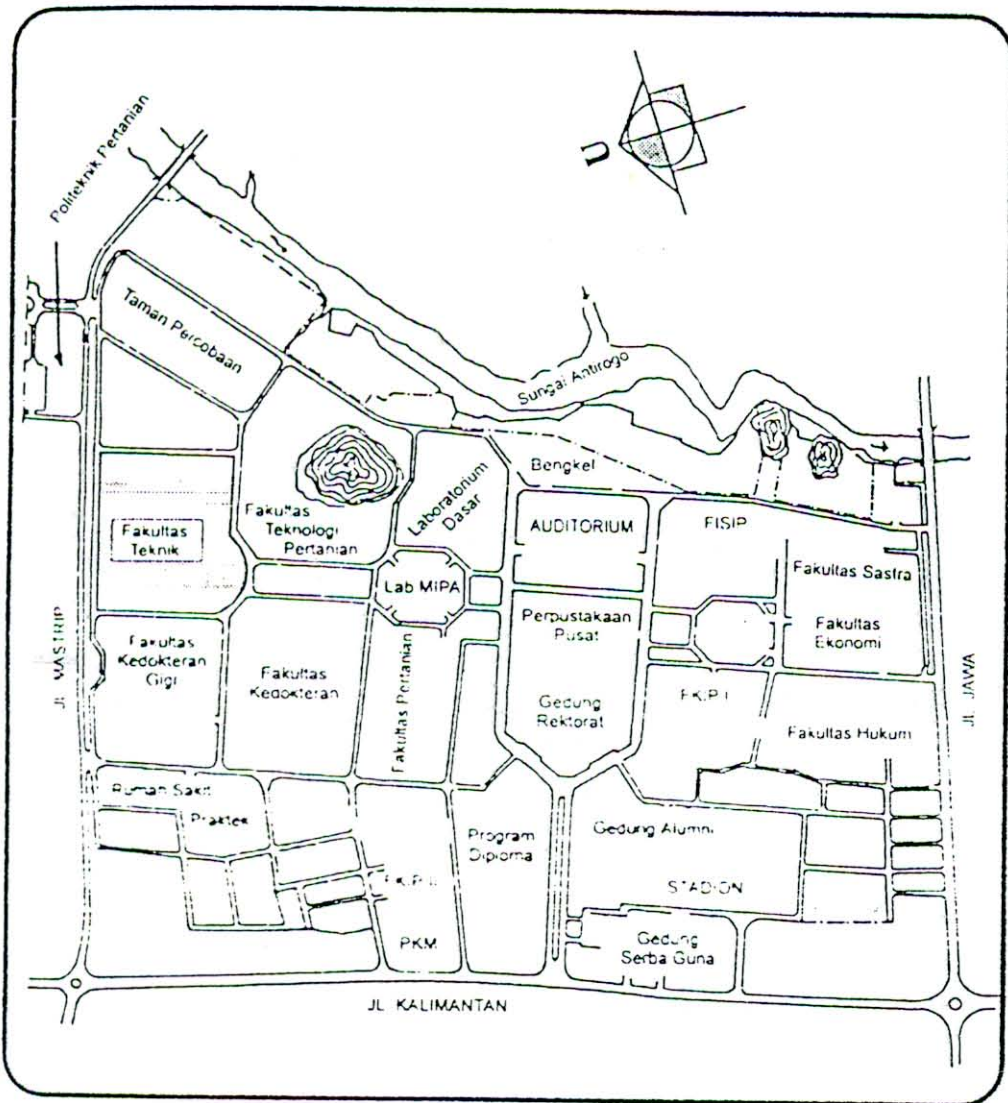 U
Politeknik Pertanian
Taman Percobaan
Sungai Antirogo
Bengkel
Laboratorium
Dasar
AUDITORIUM
FISIP
Fakultas
Teknologi
Pertanian
Fakultas
Teknik
Fakultas Sastra
Lab MIPA
Perpustakaan
Pusat
Fakultas
Ekonomi
Fakultas
Kedokteran
Gigi
Fakultas
Kedokteran
Fakultas Pertanian
Gedung
Rektorat
FKIP I
Fakultas Hukum
JL. MASTRIP
JL. JAWA
Rumah Sakit
Praktek
Program
Diploma
Gedung Alumni
STADION
FKIP II
PKM
Gedung
Serba Guna
JL. KALIMANTAN